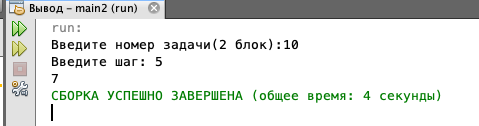 Вывод – main2 (run)
run:
Введите номер задачи(2 блок):10
Введите шаг: 5
7
СБОРКА УСПЕШНО ЗАВЕРШЕНА (общее время: 4 секунды)